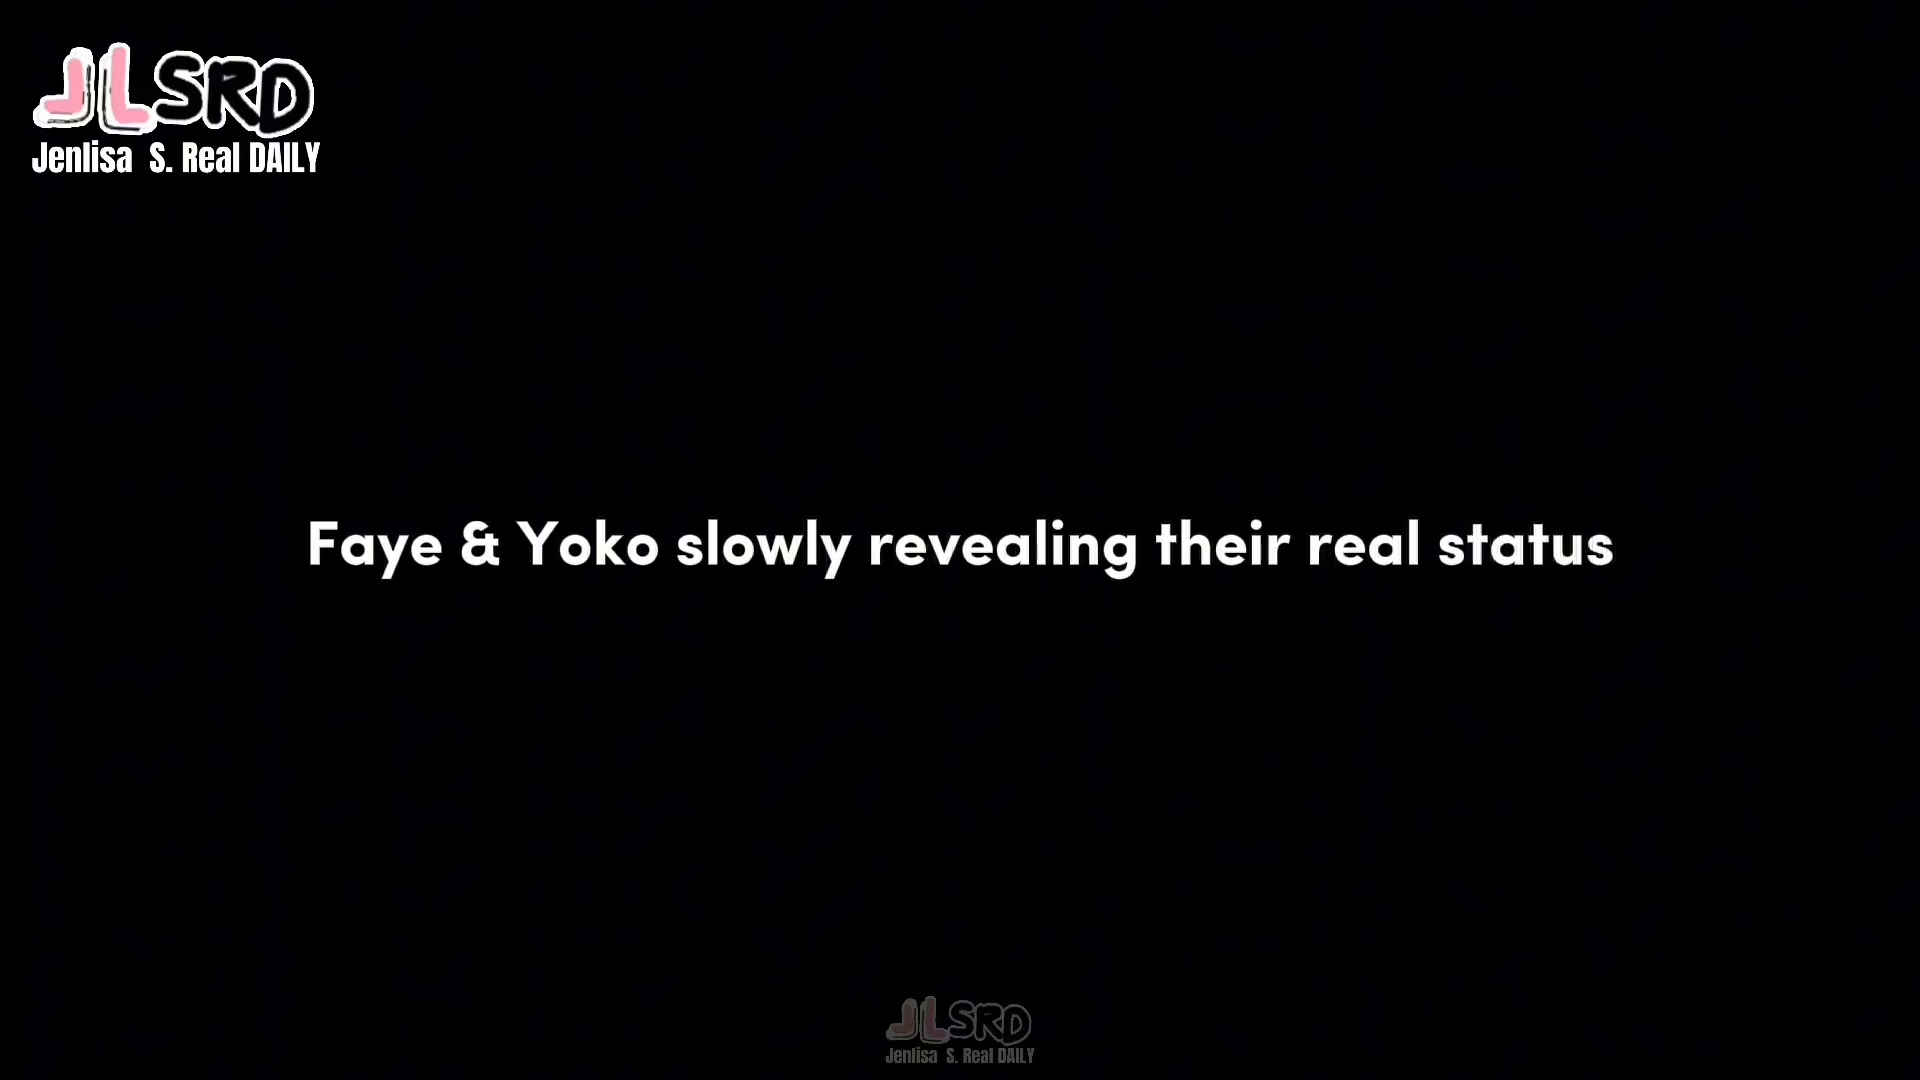 JLSRD
Jenlisa S. Real DAILY
Faye & Yoko slowly revealing their real status
JLSRD
Jenlisa S. Real DAILY